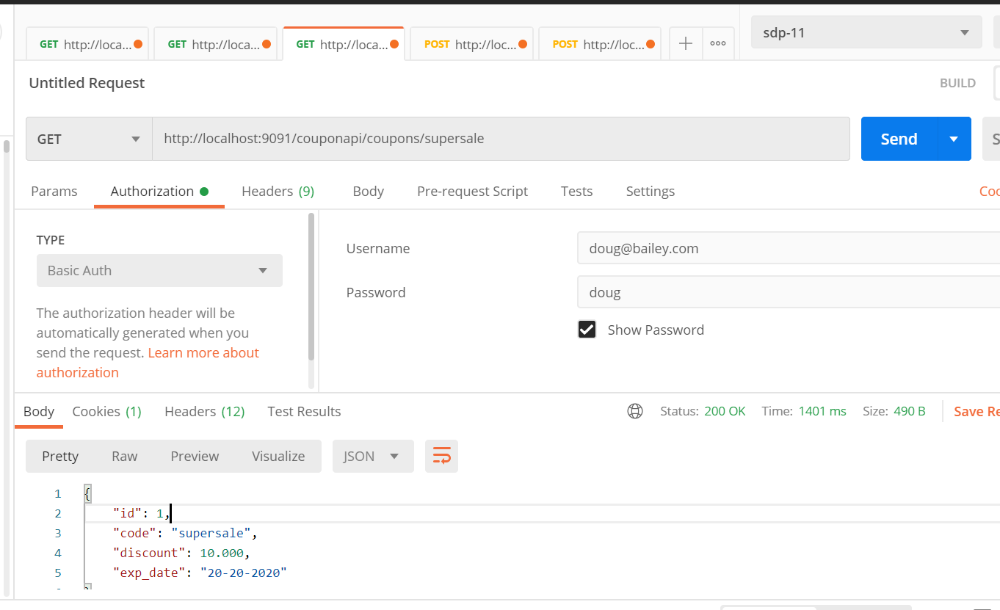 GET http://loca...
GET http://loca...
GET http://loca...
POST http://loc...
POST http://loc...
sdp-11
Untitled Request
BUILD
GET
http://localhost:9091/couponapi/coupons/supersale
Send
Params
Authorization
Headers (9)
Body
Pre-request Script
Tests
Settings
TYPE
Basic Auth
The authorization header will be
automatically generated when you
send the request. Learn more about
authorization
Username
doug@bailey.com
Password
doug
Show Password
Body
Cookies (1)
Headers (12)
Test Results
Status: 200 OK
Time: 1401 ms
Size: 490 B
Save
Pretty
Raw
Preview
Visualize
JSON
1 {
2 "id": 1,
3 "code": "supersale",
4 "discount": 10.000,
5 "exp_date": "20-20-2020"